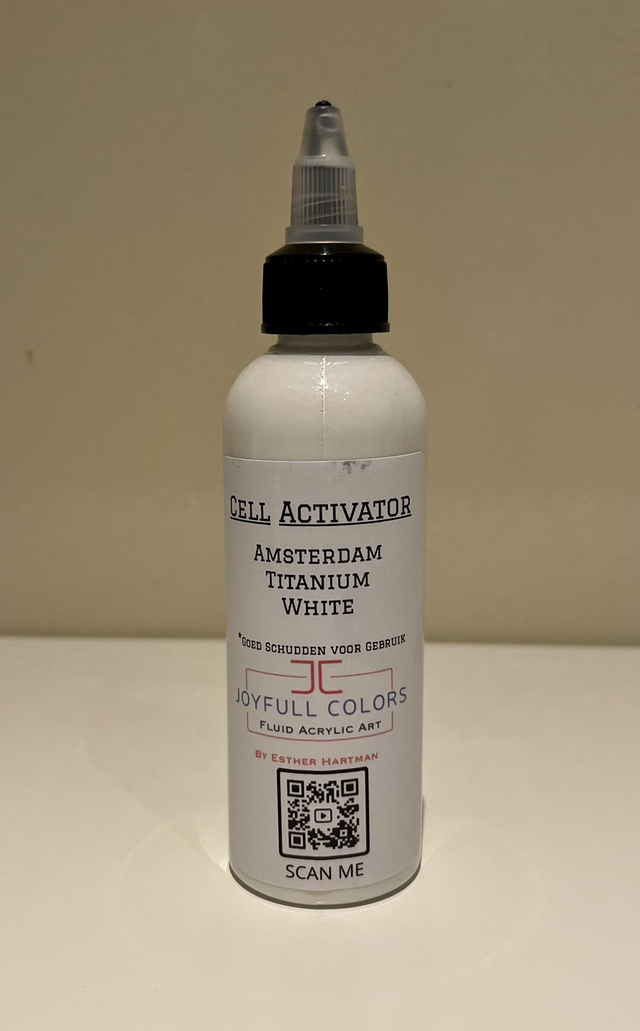 Cell Activator
Amsterdam
Titanium
White
*Goed Schudden voor Gebruik
JC
JOYFULL COLORS
Fluid Acrylic Art
By Esther Hartman
SCAN ME